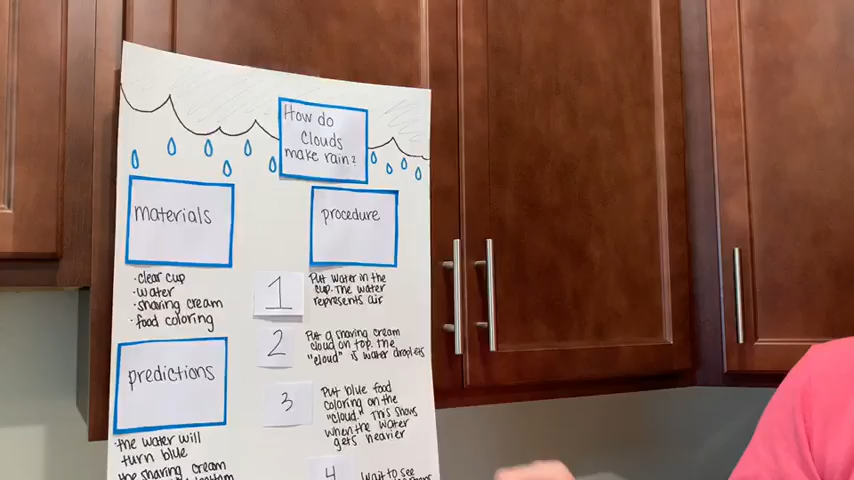 How do
Clouds
make rain?
materials
· clear cup
· water
· shaving cream
· food coloring
predictions
· the water will
turn blue
the shaving cream
procedure
1
Put water in the
cup. The water
represents air
2
Put a shaving cream
cloud on top. the
"cloud" is water droplets
3
Put blue food
coloring on the
"cloud." This shows
when the water
gets heavier
4
Wait to see